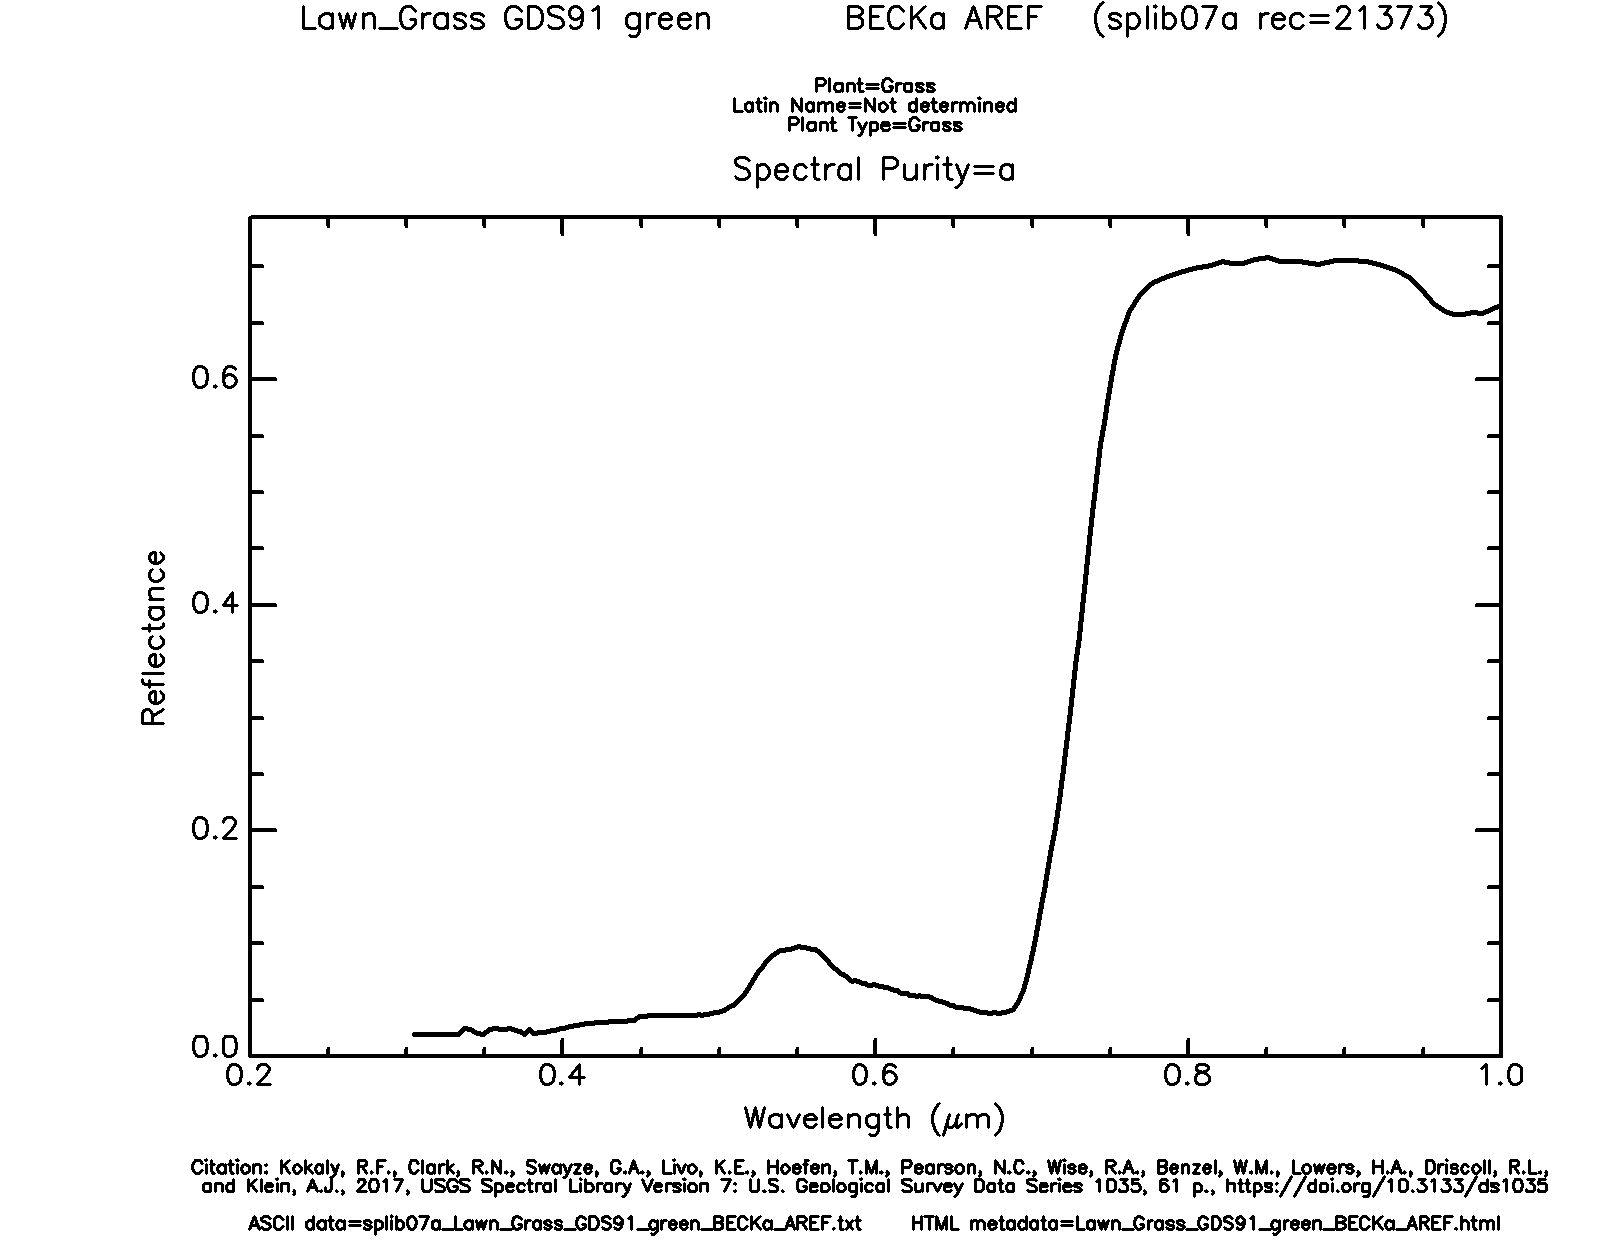 Lawn_Grass GDS91 green BECKa AREF (splib07a rec=21373)
Plant=Grass
Latin Name=Not determined
Plant Type=Grass
Spectral Purity=a
0.6
0.4
0.2
0.0
Reflectance
0.2 0.4 0.6 0.8 1.0
Wavelength (μm)
Citation: Kokaly, R.F., Clark, R.N., Swayze, G.A., Livo, K.E., Hoefen, T.M., Pearson, N.C., Wise, R.A., Benzel, W.M., Lowers, H.A., Driscoll, R.L.,
and Klein, A.J., 2017, USGS Spectral Library Version 7: U.S. Geological Survey Data Series 1035, 61 p., https://doi.org/10.3133/ds1035
ASCII data=splib07a_Lawn_Grass_GDS91_green_BECKa_AREF.txt HTML metadata=Lawn_Grass_GDS91_green_BECKa_AREF.html